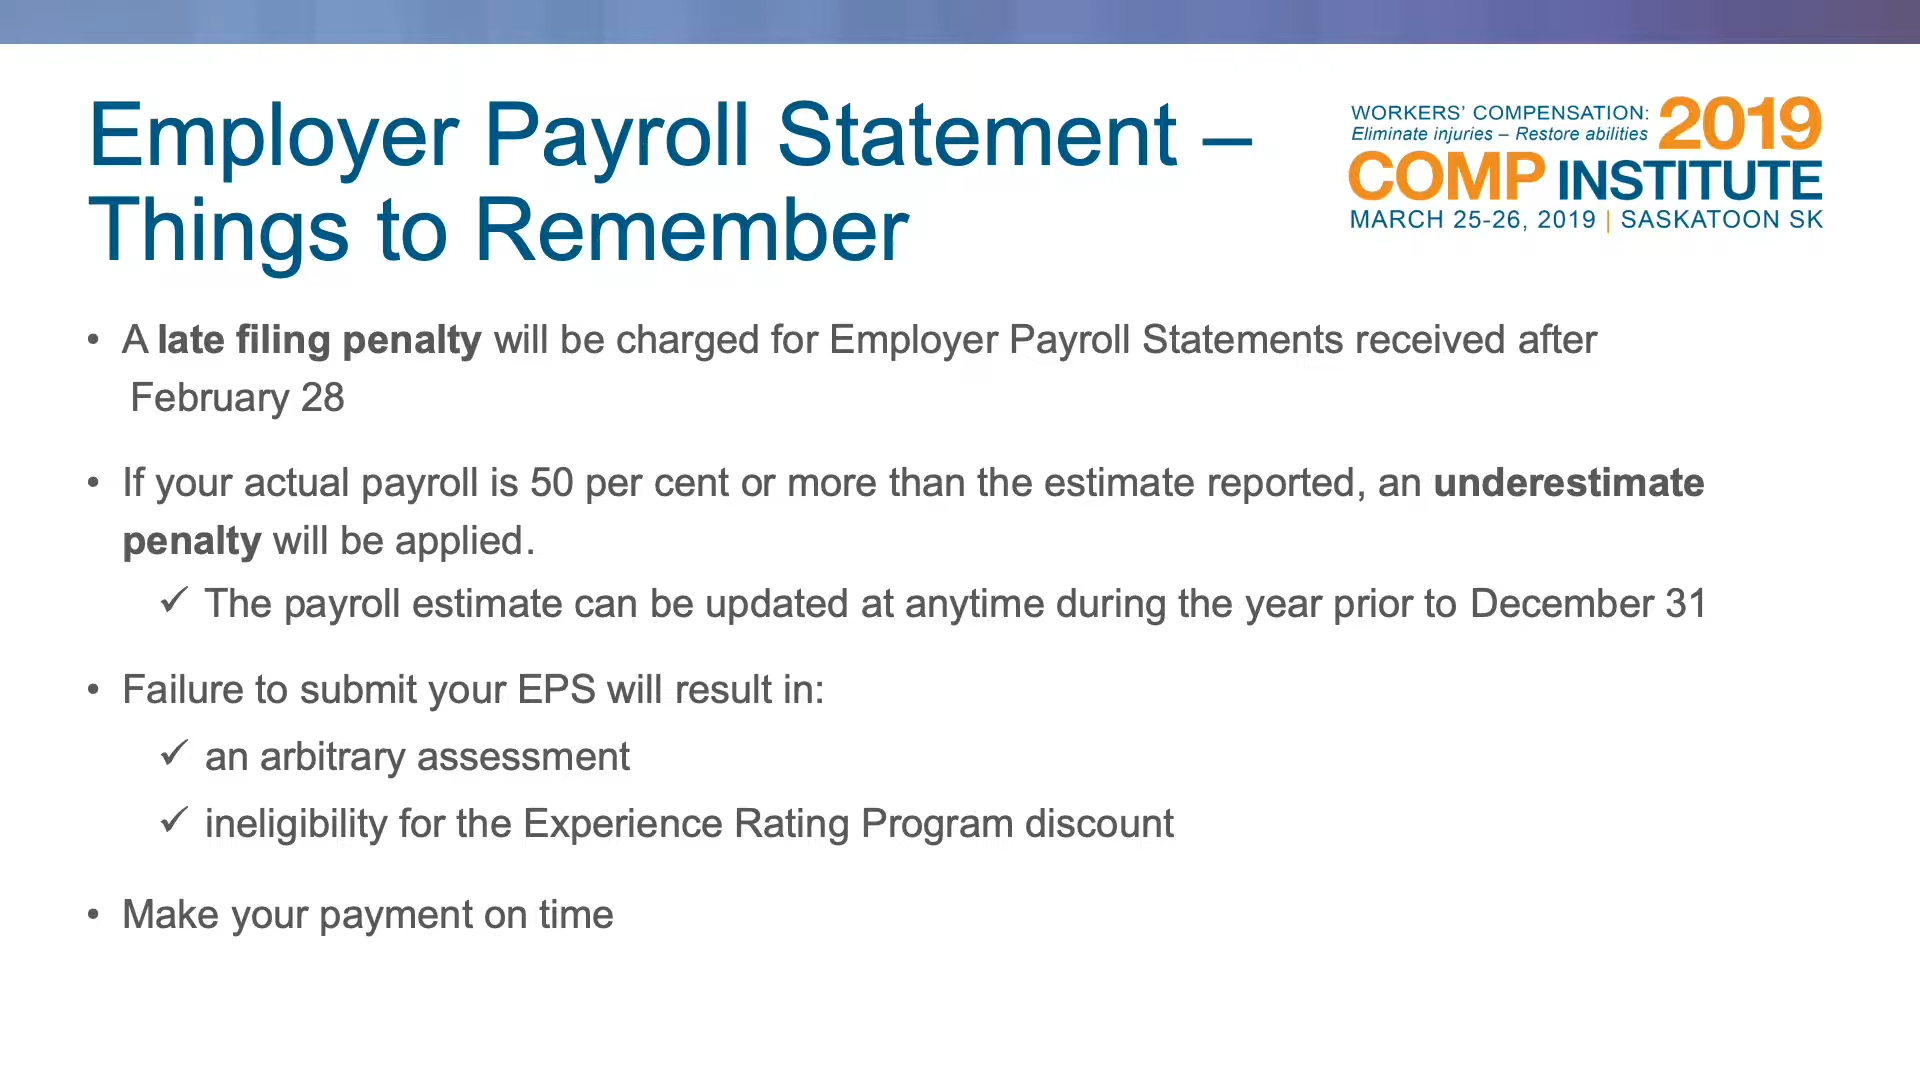 Employer Payroll Statement –
Things to Remember
WORKERS’ COMPENSATION:
Eliminate injuries – Restore abilities
2019
COMP INSTITUTE
MARCH 25-26, 2019 | SASKATOON SK
• A late filing penalty will be charged for Employer Payroll Statements received after
February 28
• If your actual payroll is 50 per cent or more than the estimate reported, an underestimate
penalty will be applied.
✓ The payroll estimate can be updated at anytime during the year prior to December 31
• Failure to submit your EPS will result in:
✓ an arbitrary assessment
✓ ineligibility for the Experience Rating Program discount
• Make your payment on time